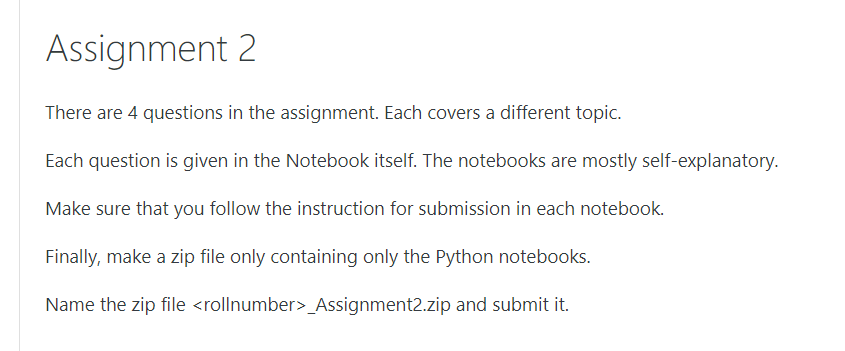 Assignment 2
There are 4 questions in the assignment. Each covers a different topic.
Each question is given in the Notebook itself. The notebooks are mostly self-explanatory.
Make sure that you follow the instruction for submission in each notebook.
Finally, make a zip file only containing only the Python notebooks.
Name the zip file <rollnumber>_Assignment2.zip and submit it.